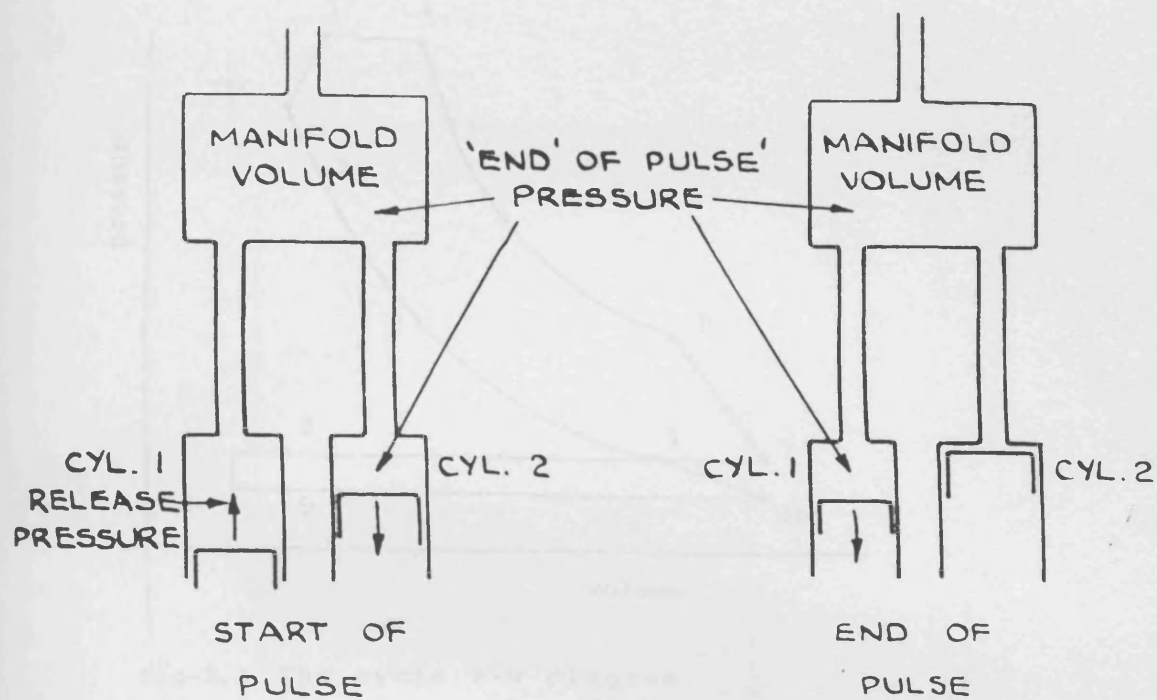 MANIFOLD
VOLUME
'END' OF PULSE'
PRESSURE
MANIFOLD
VOLUME
CYL. 1
RELEASE
PRESSURE
CYL. 2
CYL. 1
CYL. 2
START OF
PULSE
END OF
PULSE